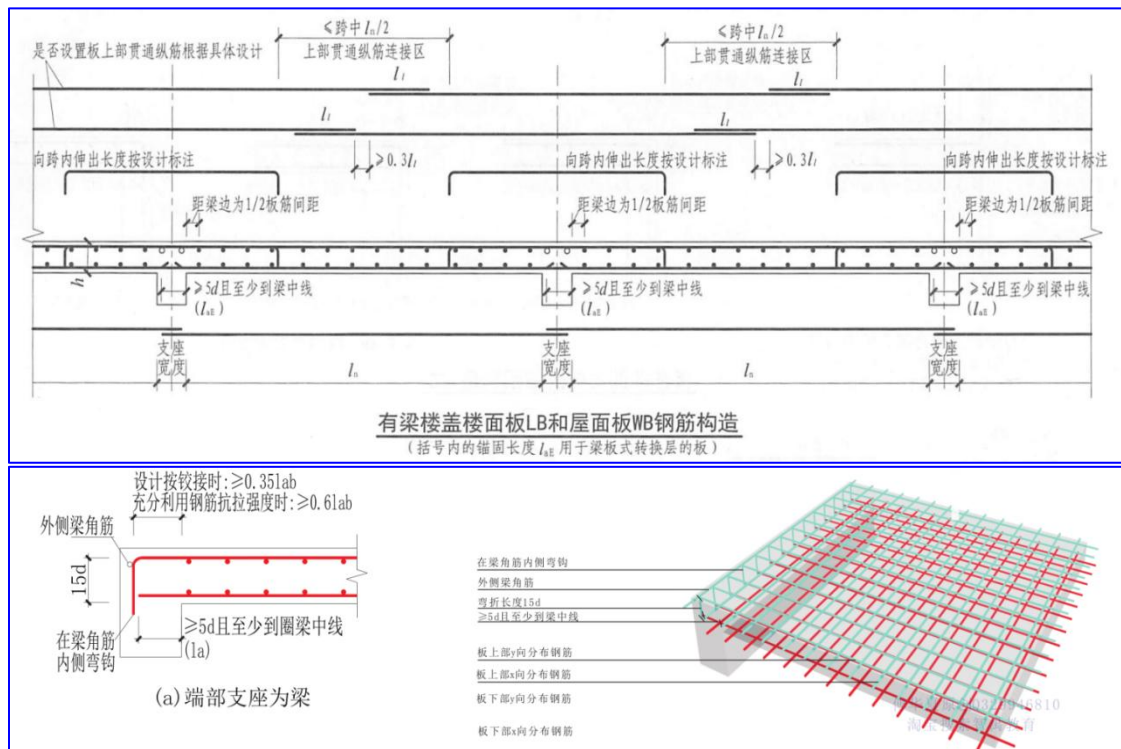 ≤跨中lₙ/2
≤跨中lₙ/2
是否设置板上部贯通纵筋根据具体设计
上部贯通纵筋连接区
上部贯通纵筋连接区
lₗ
lₗ
lₗ
lₗ
向跨内伸出长度按设计标注
≥0.3lₗ
向跨内伸出长度按设计标注
≥0.3lₗ
向跨内伸出长度按设计标注
距梁边为1/2板筋间距
距梁边为1/2板筋间距
距梁边为1/2板筋间距
h
≥5d且至少到梁中线
(laE)
≥5d且至少到梁中线
(laE)
≥5d且至少到梁中线
(laE)
支座
宽度
lₙ
支座
宽度
lₙ
支座
宽度
有梁楼盖楼面板LB和屋面板WB钢筋构造
(括号内的锚固长度laE用于梁板式转换层的板)
设计按铰接时:≥0.35lab
充分利用钢筋抗拉强度时:≥0.6lab
外侧梁角筋
15d
在梁角筋
内侧弯钩
≥5d且至少到圈梁中线
(la)
(a)端部支座为梁
在梁角筋内侧弯钩
外侧梁角筋
弯折长度15d
≥5d且至少到梁中线
板上部y向分布钢筋
板上部x向分布钢筋
板下部y向分布钢筋
板下部x向分布钢筋